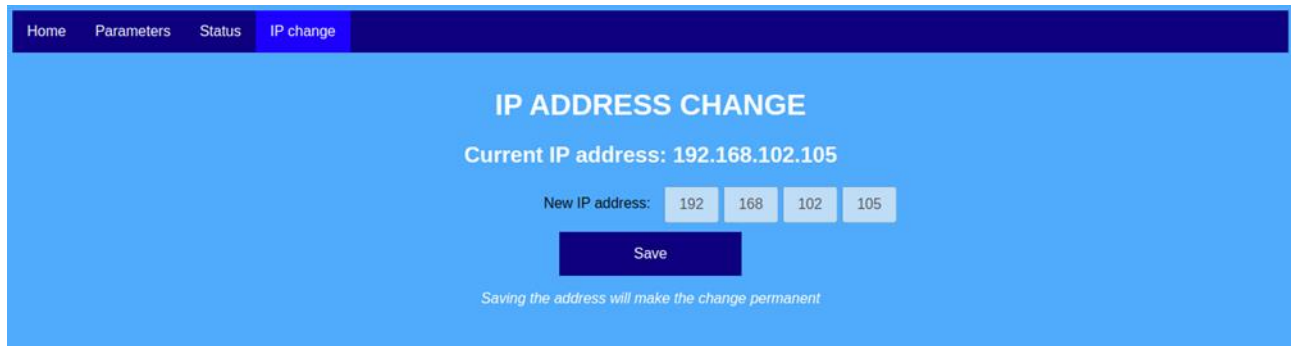 Home Parameters Status IP change
IP ADDRESS CHANGE
Current IP address: 192.168.102.105
New IP address: 192 168 102 105
Save
Saving the address will make the change permanent